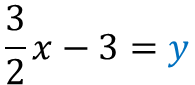 3/2 x − 3 = y